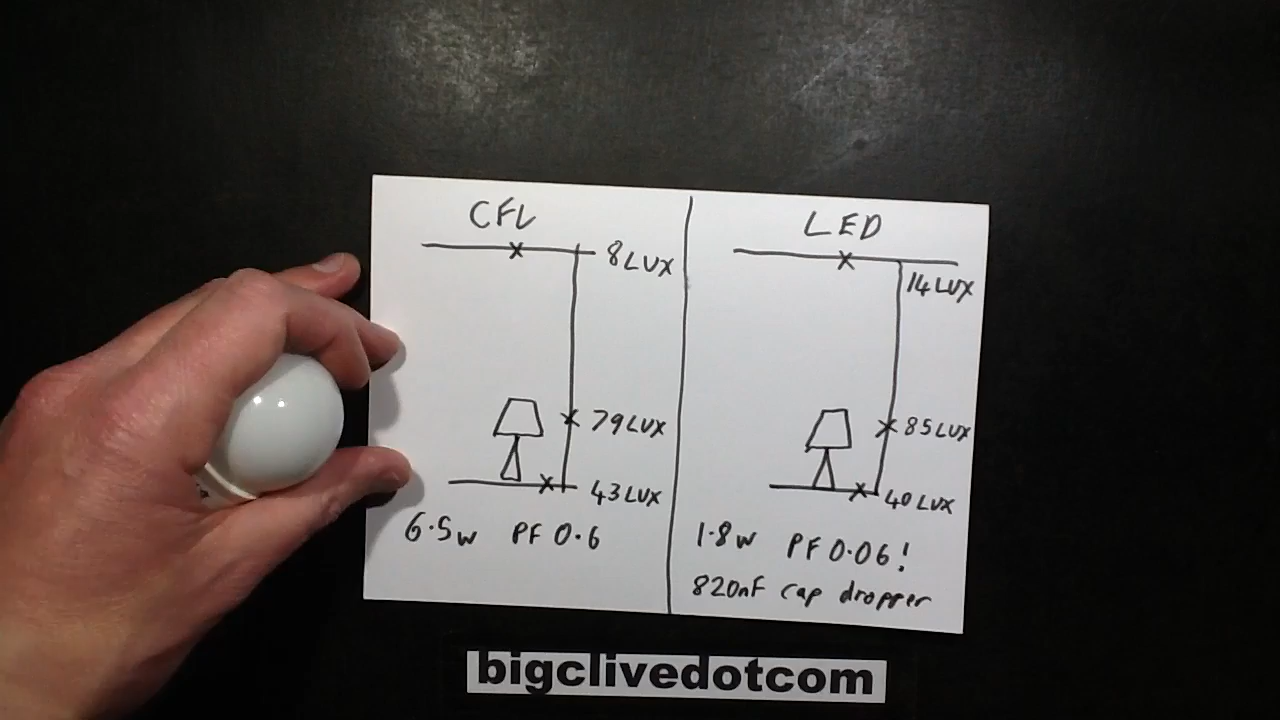 CFL
8LUX
79LUX
43LUX
6.5w PF 0.6
LED
14LUX
85LUX
40LUX
1.8w PF 0.06!
820nF cap dropper
bigclivedotcom